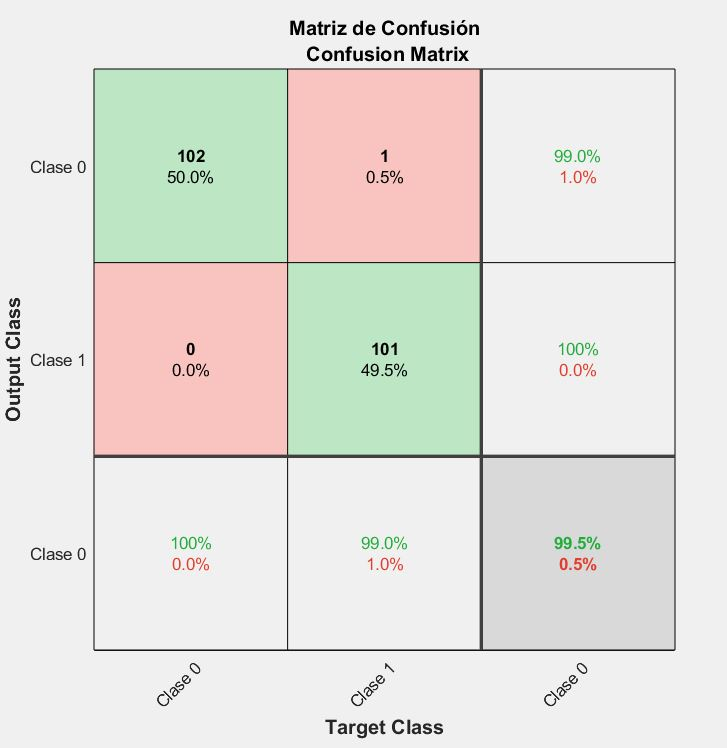 Matriz de Confusión
Confusion Matrix
Clase 0
102
50.0%
1
0.5%
99.0%
1.0%
Clase 1
0
0.0%
101
49.5%
100%
0.0%
Clase 0
100%
0.0%
99.0%
1.0%
99.5%
0.5%
Output Class
Clase 0
Clase 1
Clase 0
Target Class